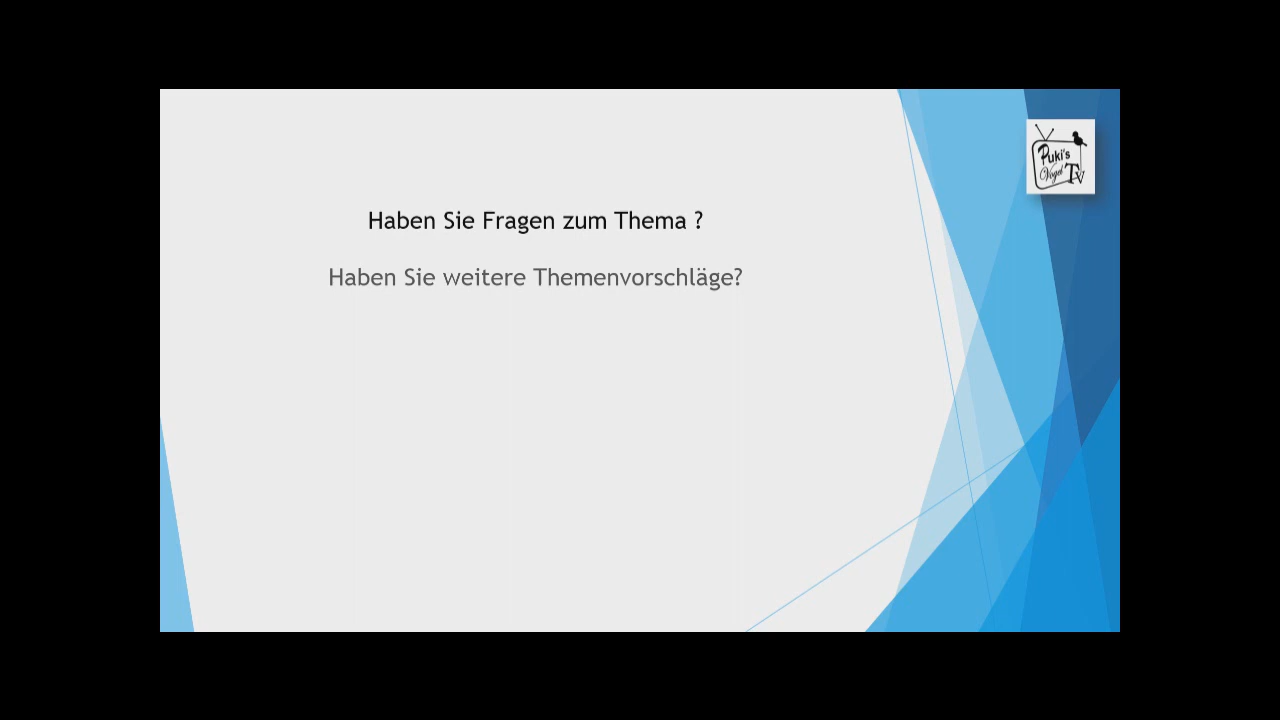 Puki's
Vogel TV
Haben Sie Fragen zum Thema ?
Haben Sie weitere Themenvorschläge?